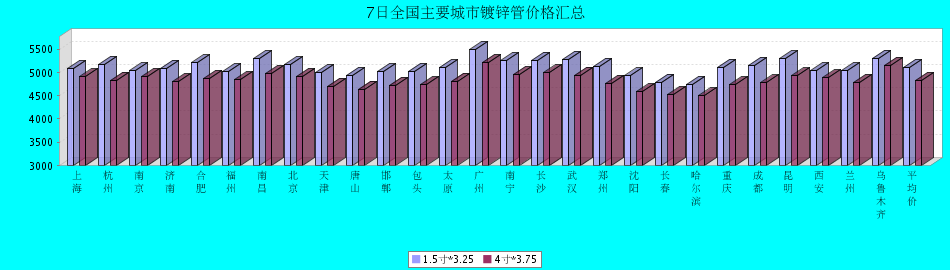 7日全国主要城市镀锌管价格汇总
5500
5000
4500
4000
3500
3000
上海 杭州 南京 济南 合肥 福州 南昌 北京 天津 唐山 邯郸 包头 太原 广州 南宁 长沙 武汉 郑州 沈阳 长春 哈尔滨 重庆 成都 昆明 西安 兰州 乌鲁木齐 平均价
1.5寸*3.25 4寸*3.75